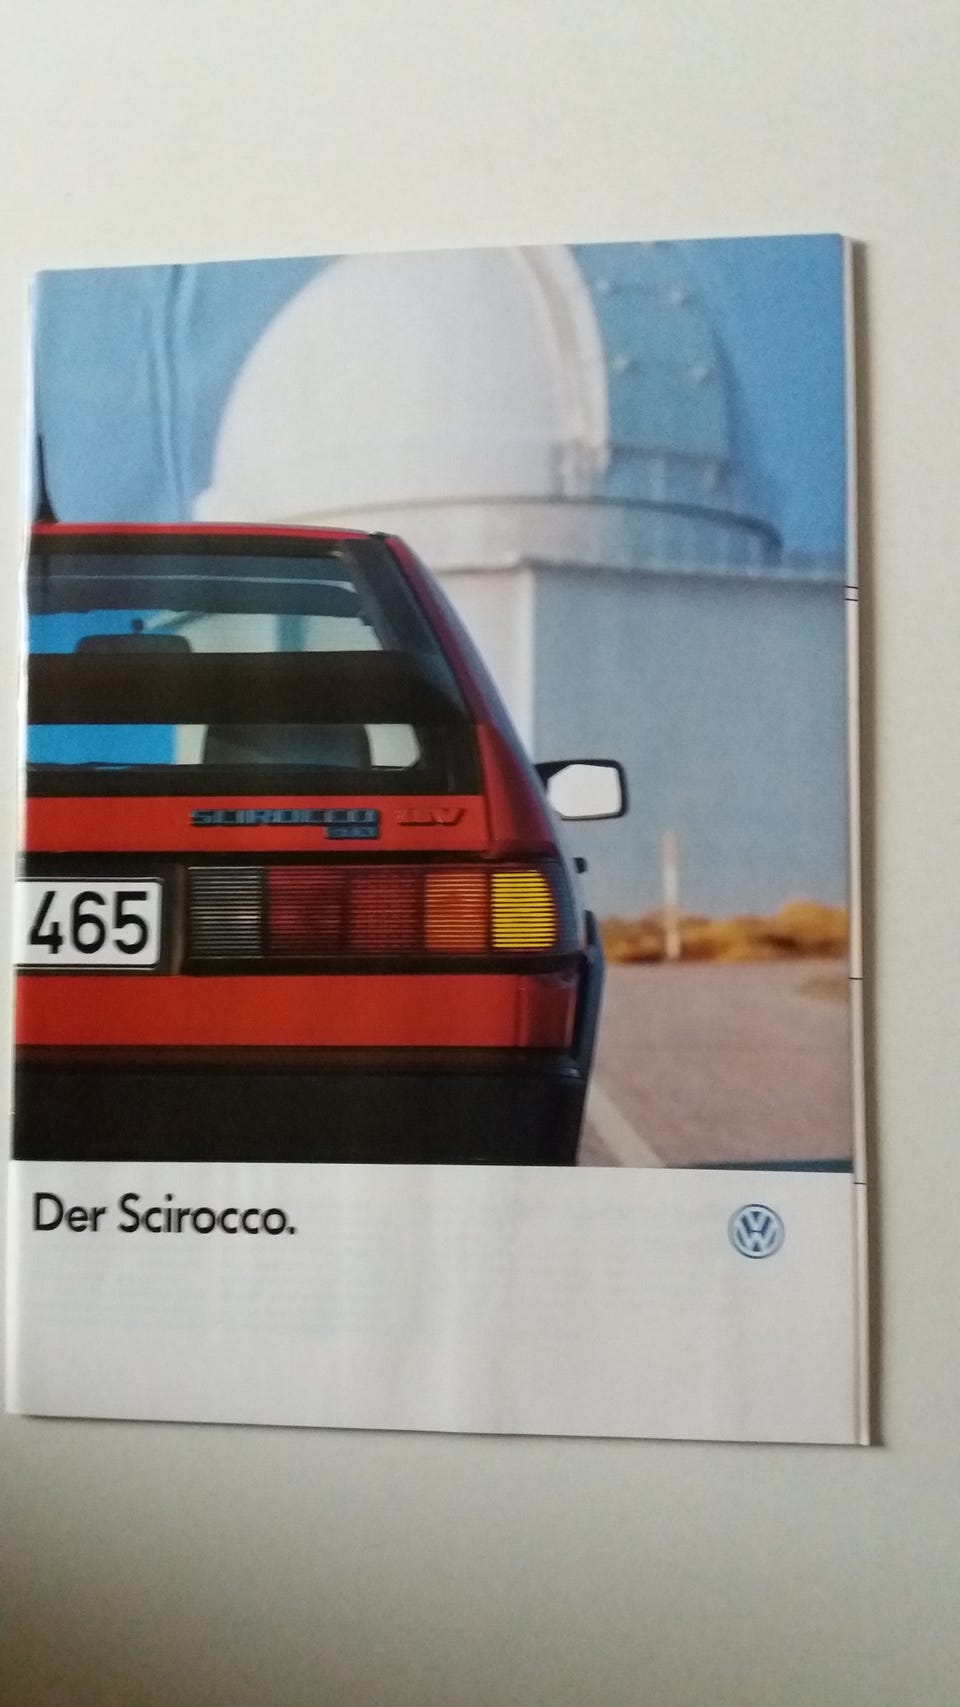 SCIROCCO 16V
465
Der Scirocco.